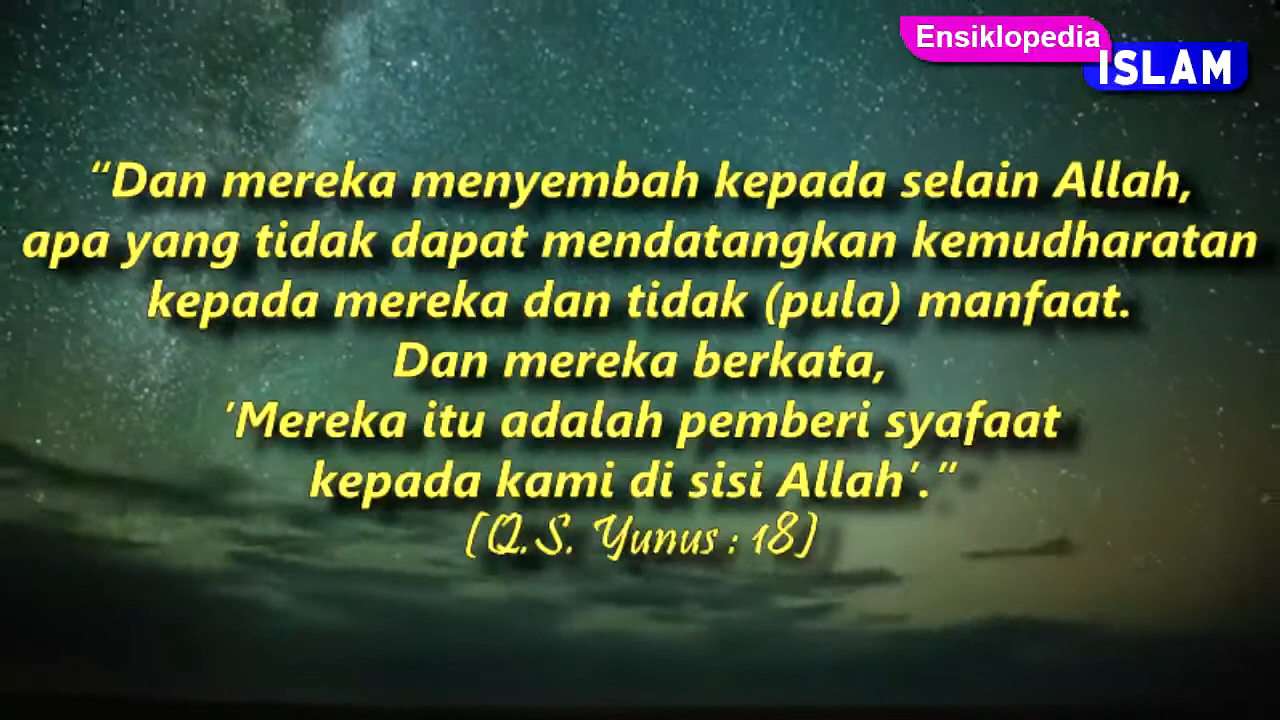 Ensiklopedia
ISLAM
“Dan mereka menyembah kepada selain Allah,
apa yang tidak dapat mendatangkan kemudharatan
kepada mereka dan tidak (pula) manfaat.
Dan mereka berkata,
'Mereka itu adalah pemberi syafaat
kepada kami di sisi Allah'.”
(Q.S. Yunus : 18)